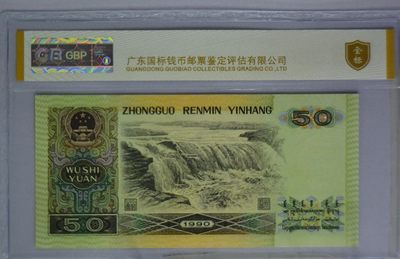 GB GBP
广东国标钱币邮票鉴定评估有限公司
GUANGDONG GUOBIAO COLLECTIBLES GRADING CO.,LTD
金标
ZHONGGUO RENMIN YINHANG
50
WUSHI
YUAN
50
1990